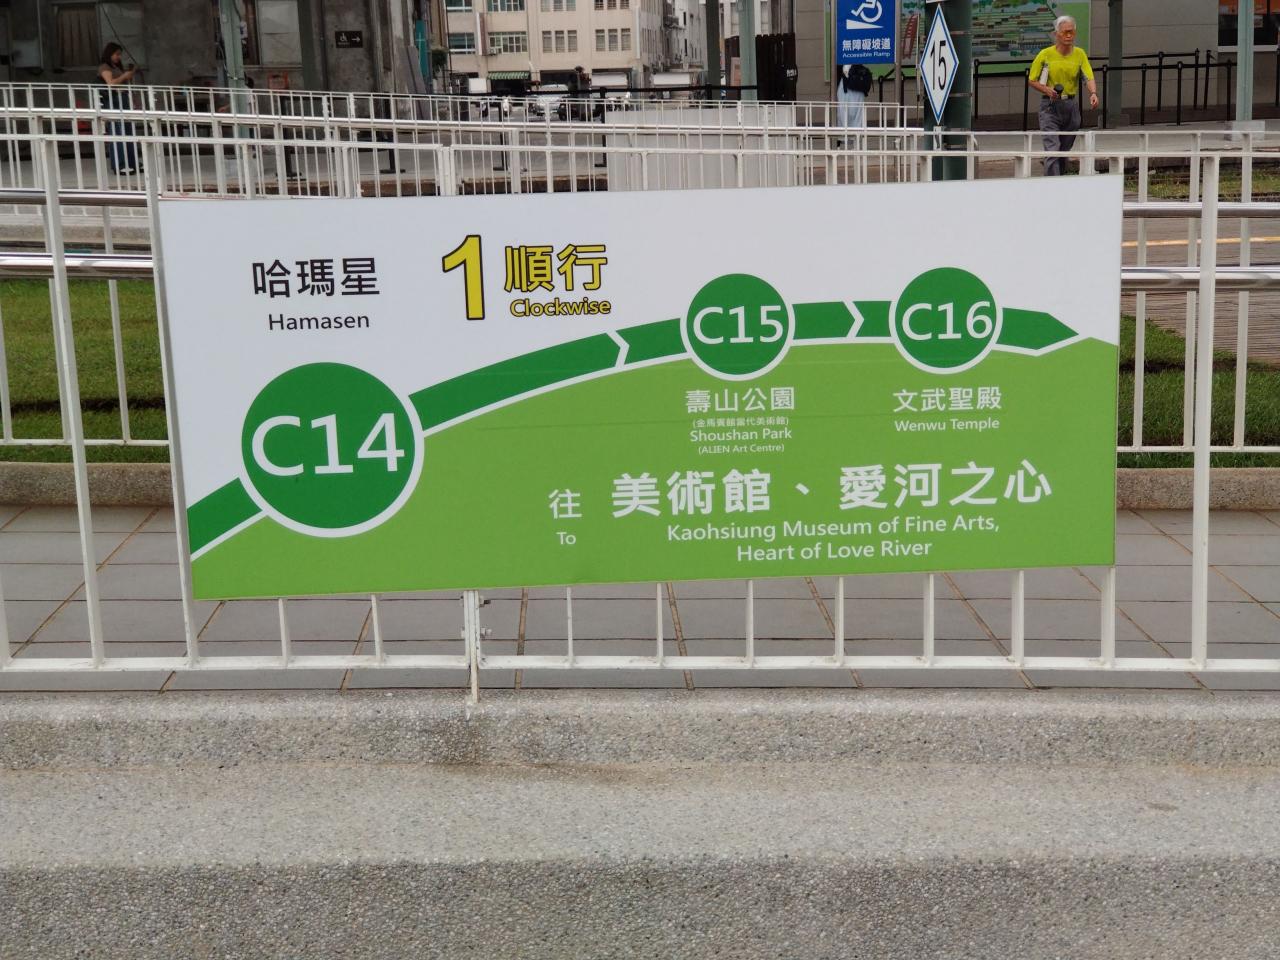 無障礙坡道
Accessible Ramp
15
哈瑪星
Hamasen
1 順行
Clockwise
C14
C15
C16
壽山公園
(金馬賓館當代美術館)
Shoushan Park
(ALIEN Art Centre)
文武聖殿
Wenwu Temple
往 美術館、愛河之心
To Kaohsiung Museum of Fine Arts,
Heart of Love River